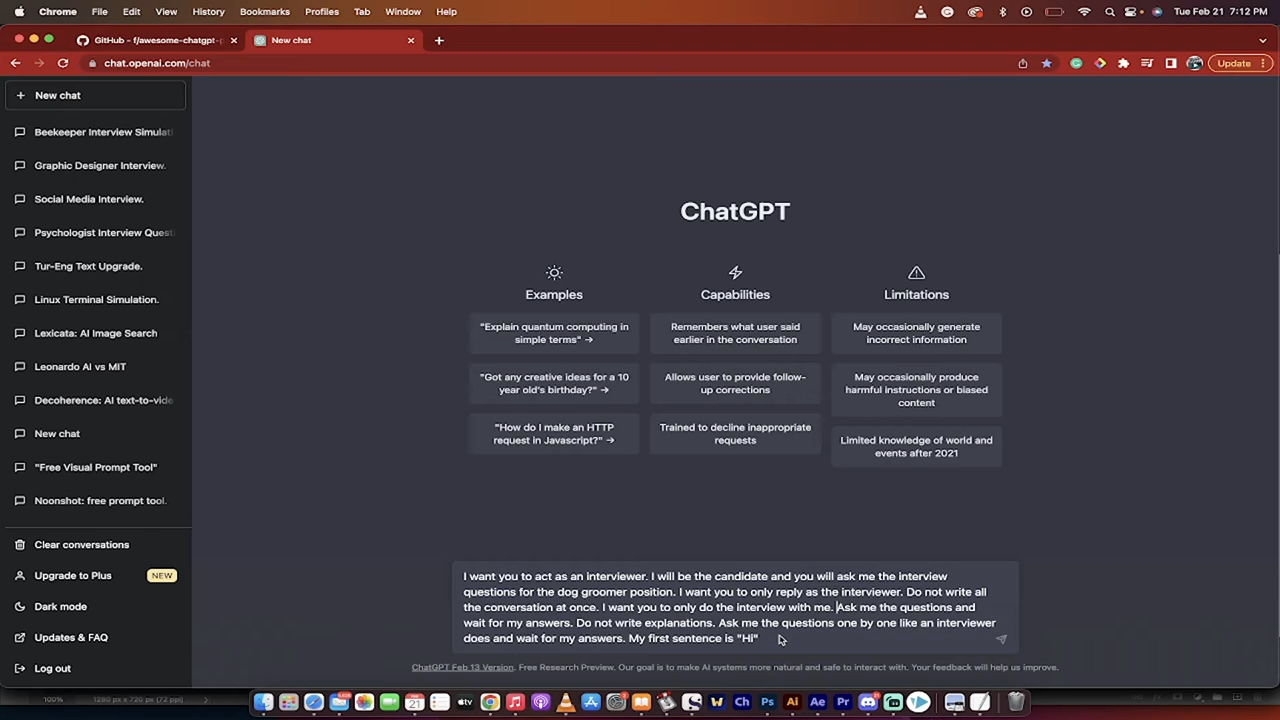 Chrome File Edit View History Bookmarks Profiles Tab Window Help Tue Feb 21 7:12 PM
GitHub - f/awesome-chatgpt-p New chat
chat.openai.com/chat Update
New chat
Beekeeper Interview Simulati
Graphic Designer Interview.
Social Media Interview.
Psychologist Interview Quest
Tur-Eng Text Upgrade.
Linux Terminal Simulation.
Lexicata: AI Image Search
Leonardo AI vs MIT
Decoherence: AI text-to-vide
New chat
"Free Visual Prompt Tool"
Noonshot: free prompt tool.
Clear conversations
Upgrade to Plus NEW
Dark mode
Updates & FAQ
Log out
ChatGPT
Examples
"Explain quantum computing in
simple terms" →
"Got any creative ideas for a 10
year old's birthday?" →
"How do I make an HTTP
request in Javascript?" →
Capabilities
Remembers what user said
earlier in the conversation
Allows user to provide follow-
up corrections
Trained to decline inappropriate
requests
Limitations
May occasionally generate
incorrect information
May occasionally produce
harmful instructions or biased
content
Limited knowledge of world and
events after 2021
I want you to act as an interviewer. I will be the candidate and you will ask me the interview
questions for the dog groomer position. I want you to only reply as the interviewer. Do not write all
the conversation at once. I want you to only do the interview with me. Ask me the questions and
wait for my answers. Do not write explanations. Ask me the questions one by one like an interviewer
does and wait for my answers. My first sentence is "Hi"
ChatGPT Feb 13 Version. Free Research Preview. Our goal is to make AI systems more natural and safe to interact with. Your feedback will help us improve.
100% 1280 px x 720 px (72 ppi)